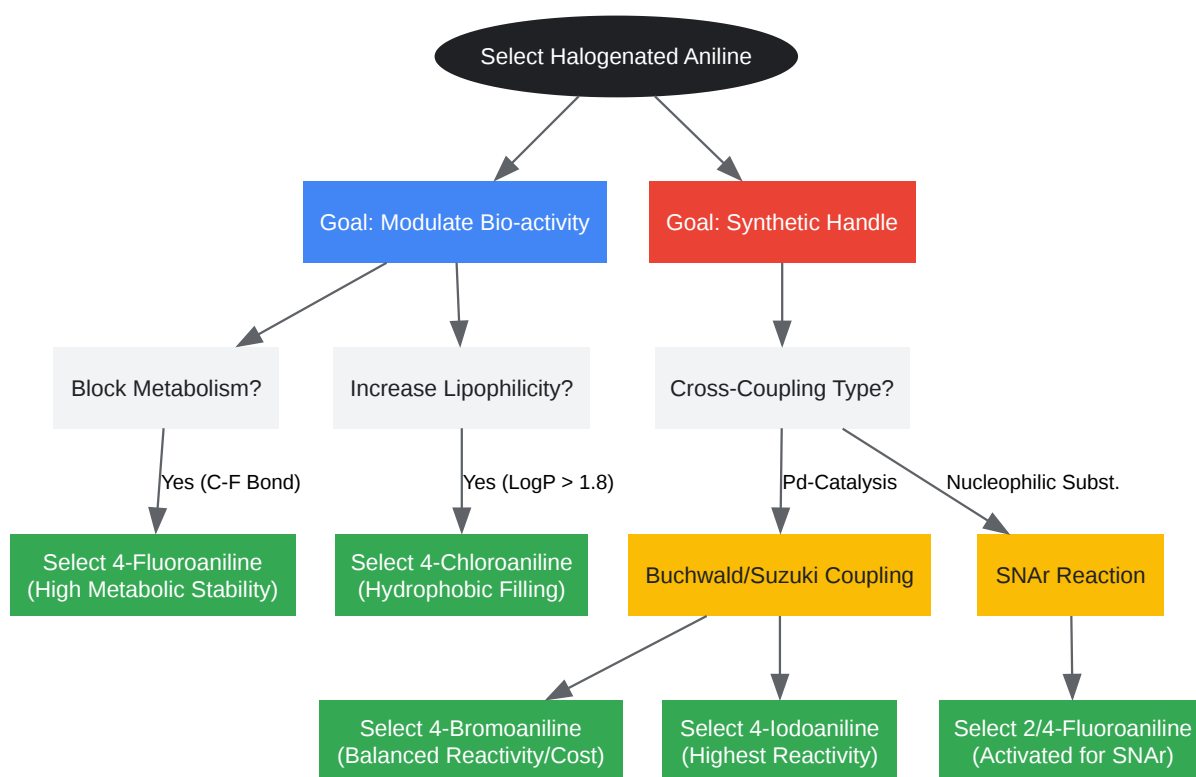 Select Halogenated Aniline
Goal: Modulate Bio-activity
Goal: Synthetic Handle
Block Metabolism?
Increase Lipophilicity?
Cross-Coupling Type?
Yes (C-F Bond)
Yes (LogP > 1.8)
Pd-Catalysis
Nucleophilic Subst.
Select 4-Fluoroaniline
(High Metabolic Stability)
Select 4-Chloroaniline
(Hydrophobic Filling)
Buchwald/Suzuki Coupling
SNAr Reaction
Select 4-Bromoaniline
(Balanced Reactivity/Cost)
Select 4-Iodoaniline
(Highest Reactivity)
Select 2/4-Fluoroaniline
(Activated for SNAr)